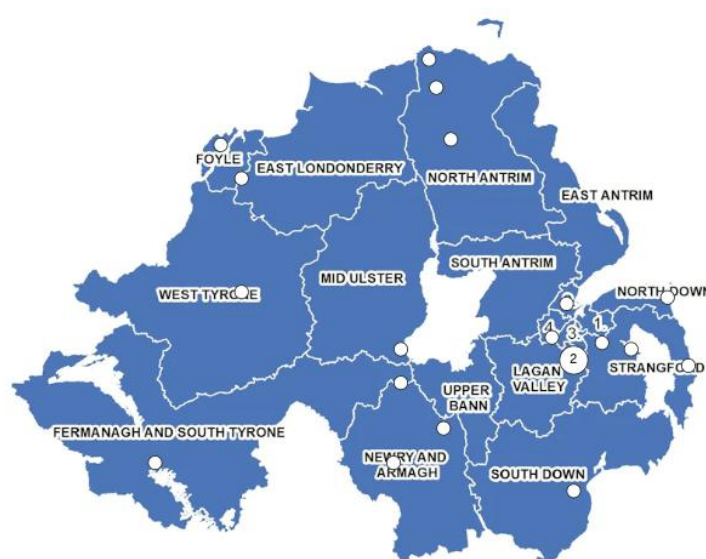 FOYLE
EAST LONDONDERRY
NORTH ANTRIM
EAST ANTRIM
WEST TYRONE
MID ULSTER
SOUTH ANTRIM
NORTH DOWN
4.
3.
1.
2
STRANGFORD
LAGAN
VALLEY
UPPER
BANN
FERMANAGH AND SOUTH TYRONE
NEWRY AND
ARMAGH
SOUTH DOWN